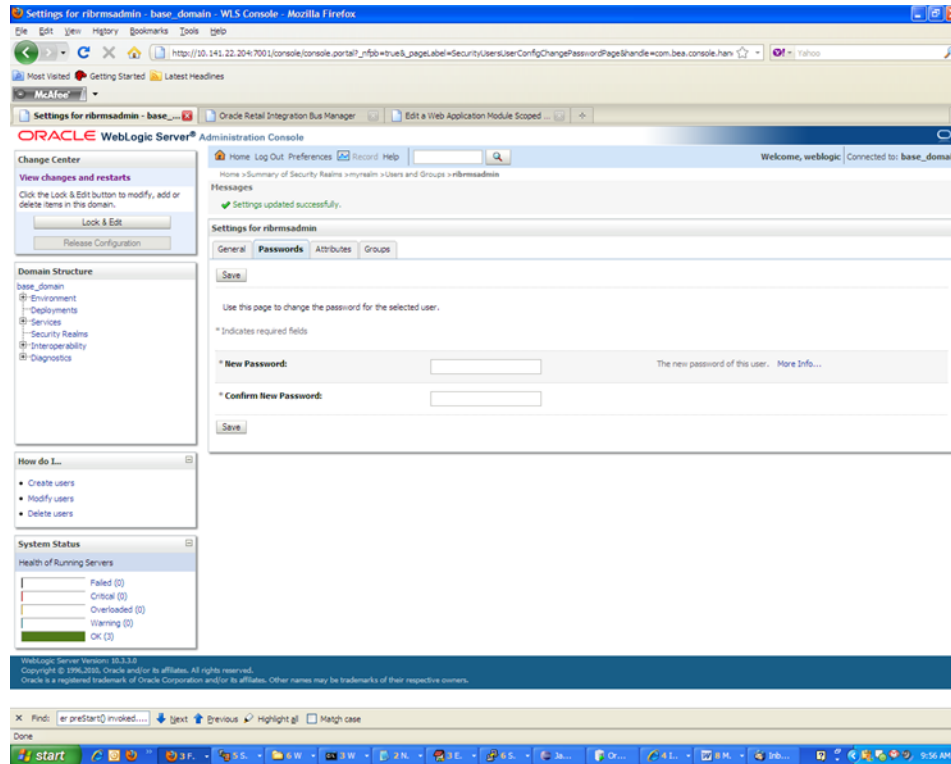 Settings for ribrmsadmin - base_domain - WLS Console - Mozilla Firefox
File Edit View History Bookmarks Tools Help
http://10.141.22.204:7001/console/console.portal?_nfpb=true&_pageLabel=SecurityUsersUserConfigChangePasswordPage&handle=com.bea.console.han
Yahoo
Most Visited Getting Started Latest Headlines
McAfee
Settings for ribrmsadmin - base_...
Oracle Retail Integration Bus Manager
Edit a Web Application Module Scoped ...
ORACLE WebLogic Server® Administration Console
Change Center
View changes and restarts
Click the Lock & Edit button to modify, add or
delete items in this domain.
Lock & Edit
Release Configuration
Domain Structure
base_domain
Environment
Deployments
Services
Security Realms
Interoperability
Diagnostics
How do I...
Create users
Modify users
Delete users
System Status
Health of Running Servers
Failed (0)
Critical (0)
Overloaded (0)
Warning (0)
OK (3)
Home Log Out Preferences Record Help
Welcome, weblogic Connected to: base_domai
Home >Summary of Security Realms >myrealm >Users and Groups >ribrmsadmin
Messages
Settings updated successfully.
Settings for ribrmsadmin
General Passwords Attributes Groups
Save
Use this page to change the password for the selected user.
* Indicates required fields
* New Password:
The new password of this user. More Info...
* Confirm New Password:
Save
WebLogic Server Version: 10.3.3.0
Copyright © 1996,2010, Oracle and/or its affiliates. All rights reserved.
Oracle is a registered trademark of Oracle Corporation and/or its affiliates. Other names may be trademarks of their respective owners.
Find: er preStart() invoked.... Next Previous Highlight all Match case
Done
start 3 F. 5 S. 6 W 3 W 2 N. 3 E. 6 S. Ja... Or... 4 I.. 8 M. Inb... 9:56 AM